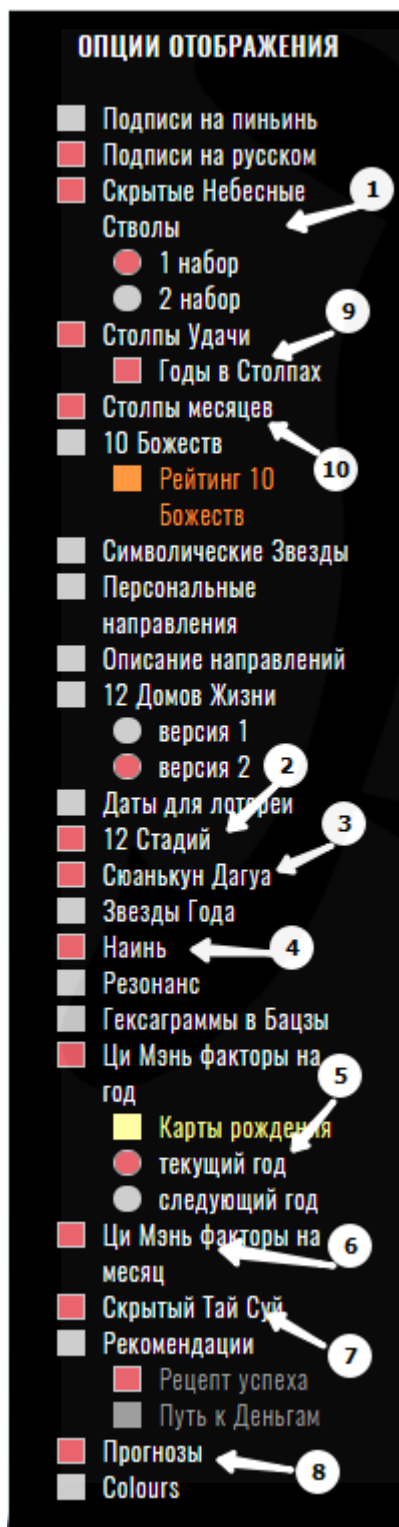 ОПЦИИ ОТОБРАЖЕНИЯ
Подписи на пиньинь
Подписи на русском
Скрытые Небесные
1
Стволы
1 набор
2 набор
9
Столпы Удачи
Годы в Столпах
Столпы месяцев
10 Божеств
10
Рейтинг 10
Божеств
Символические Звезды
Персональные
направления
Описание направлений
12 Домов Жизни
версия 1
версия 2
2
Даты для лотереи
3
12 Стадий
Сюанькун Дагуа
Звезды Года
Наинь
4
Резонанс
Гексаграммы в Бацзы
Ци Мэнь факторы на
5
год
Карты рождения
текущий год
следующий год
Ци Мэнь факторы на
6
месяц
Скрытый Тай Суй
Рекомендации
7
Рецепт успеха
Путь к Деньгам
Прогнозы
8
Colours